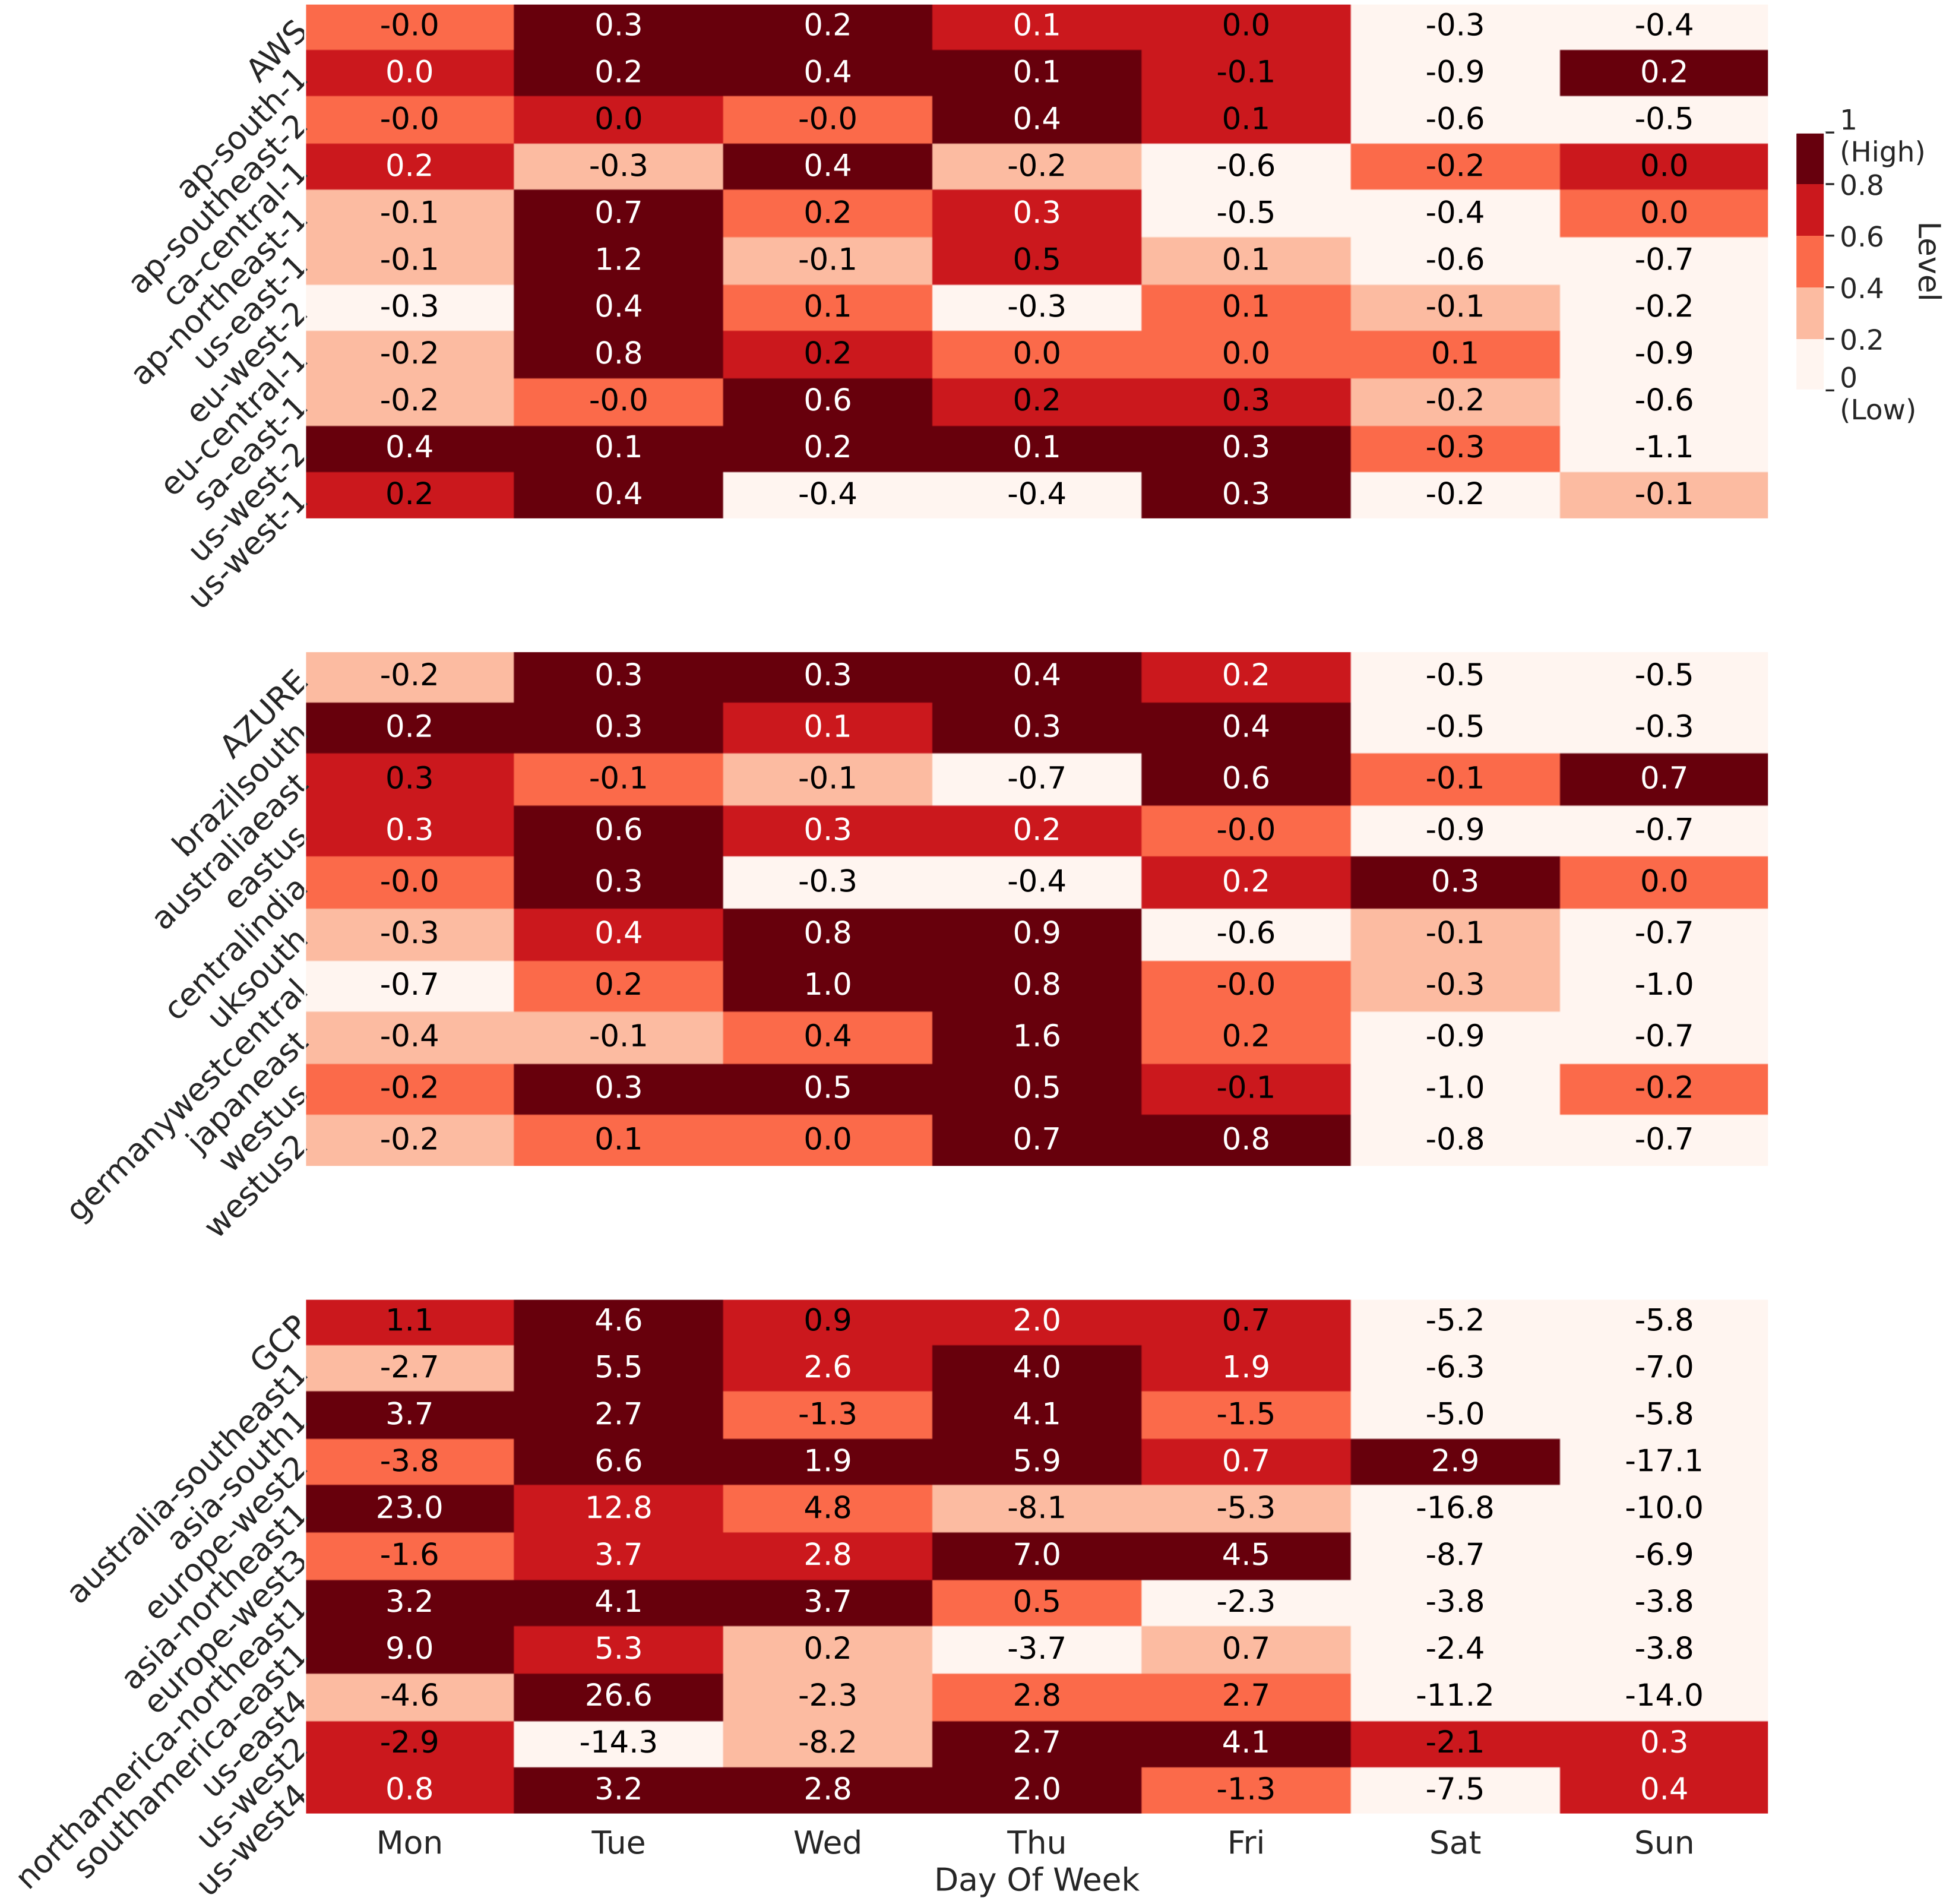 AWS -0.0 0.3 0.2 0.1 0.0 -0.3 -0.4
ap-south-1 0.0 0.2 0.4 0.1 -0.1 -0.9 0.2
ap-southeast-2 -0.0 0.0 -0.0 0.4 0.1 -0.6 -0.5
ca-central-1 0.2 -0.3 0.4 -0.2 -0.6 -0.2 0.0
ap-northeast-1 -0.1 0.7 0.2 0.3 -0.5 -0.4 0.0
us-east-1 -0.1 1.2 -0.1 0.5 0.1 -0.6 -0.7
eu-west-2 -0.3 0.4 0.1 -0.3 0.1 -0.1 -0.2
eu-central-1 -0.2 0.8 0.2 0.0 0.0 0.1 -0.9
sa-east-1 -0.2 -0.0 0.6 0.2 0.3 -0.2 -0.6
us-west-2 0.4 0.1 0.2 0.1 0.3 -0.3 -1.1
us-west-1 0.2 0.4 -0.4 -0.4 0.3 -0.2 -0.1
1
(High)
0.8
0.6
0.4
0.2
0
(Low)
Level
AZURE -0.2 0.3 0.3 0.4 0.2 -0.5 -0.5
brazilsouth 0.2 0.3 0.1 0.3 0.4 -0.5 -0.3
australiaeast 0.3 -0.1 -0.1 -0.7 0.6 -0.1 0.7
eastus 0.3 0.6 0.3 0.2 -0.0 -0.9 -0.7
centralindia -0.0 0.3 -0.3 -0.4 0.2 0.3 0.0
uksouth -0.3 0.4 0.8 0.9 -0.6 -0.1 -0.7
germanywestcentral -0.7 0.2 1.0 0.8 -0.0 -0.3 -1.0
japaneast -0.4 -0.1 0.4 1.6 0.2 -0.9 -0.7
westus -0.2 0.3 0.5 0.5 -0.1 -1.0 -0.2
westus2 -0.2 0.1 0.0 0.7 0.8 -0.8 -0.7
GCP 1.1 4.6 0.9 2.0 0.7 -5.2 -5.8
australia-southeast1 -2.7 5.5 2.6 4.0 1.9 -6.3 -7.0
asia-south1 3.7 2.7 -1.3 4.1 -1.5 -5.0 -5.8
europe-west2 -3.8 6.6 1.9 5.9 0.7 2.9 -17.1
asia-northeast1 23.0 12.8 4.8 -8.1 -5.3 -16.8 -10.0
europe-west3 -1.6 3.7 2.8 7.0 4.5 -8.7 -6.9
northamerica-northeast1 3.2 4.1 3.7 0.5 -2.3 -3.8 -3.8
southamerica-east1 9.0 5.3 0.2 -3.7 0.7 -2.4 -3.8
us-east4 -4.6 26.6 -2.3 2.8 2.7 -11.2 -14.0
us-west2 -2.9 -14.3 -8.2 2.7 4.1 -2.1 0.3
us-west4 0.8 3.2 2.8 2.0 -1.3 -7.5 0.4
Mon Tue Wed Thu Fri Sat Sun
Day Of Week